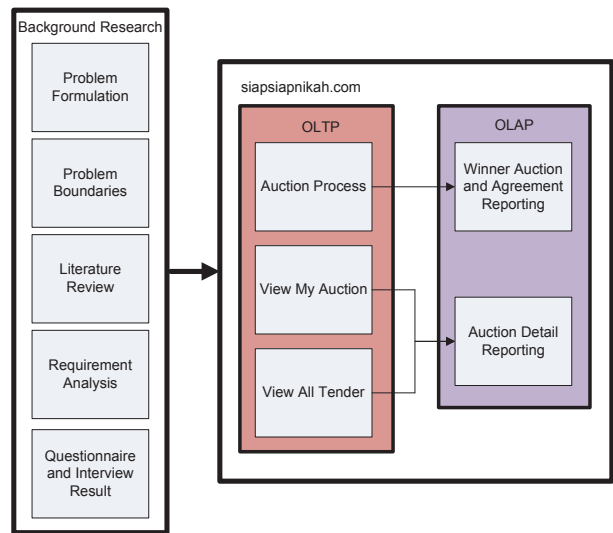 Background Research
Problem
Formulation
Problem
Boundaries
Literature
Review
Requirement
Analysis
Questionnaire
and Interview
Result
siapsiapnikah.com
OLTP
Auction Process
View My Auction
View All Tender
OLAP
Winner Auction
and Agreement
Reporting
Auction Detail
Reporting